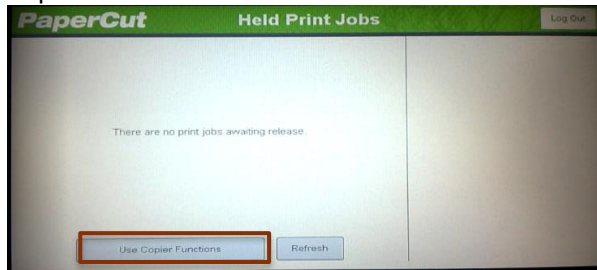 PaperCut Held Print Jobs Log Out
There are no print jobs awaiting release.
Use Copier Functions Refresh